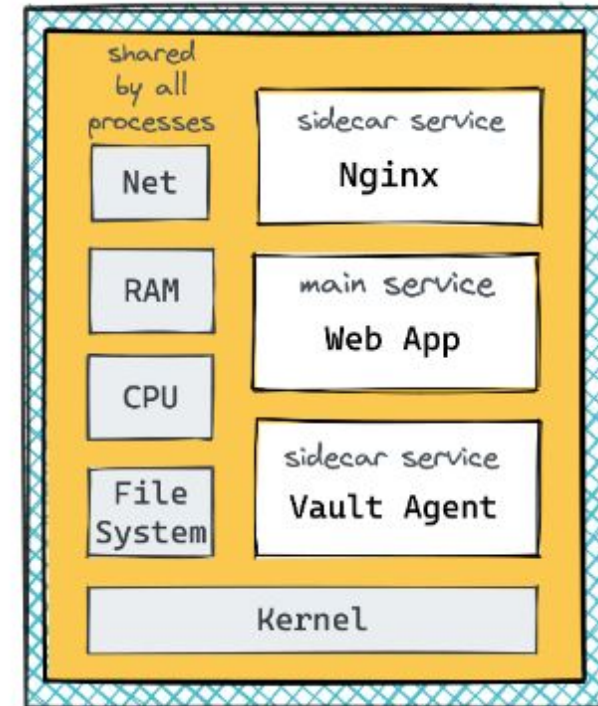 shared
by all
processes
Net
RAM
CPU
File
System
sidecar service
Nginx
main service
Web App
sidecar service
Vault Agent
Kernel